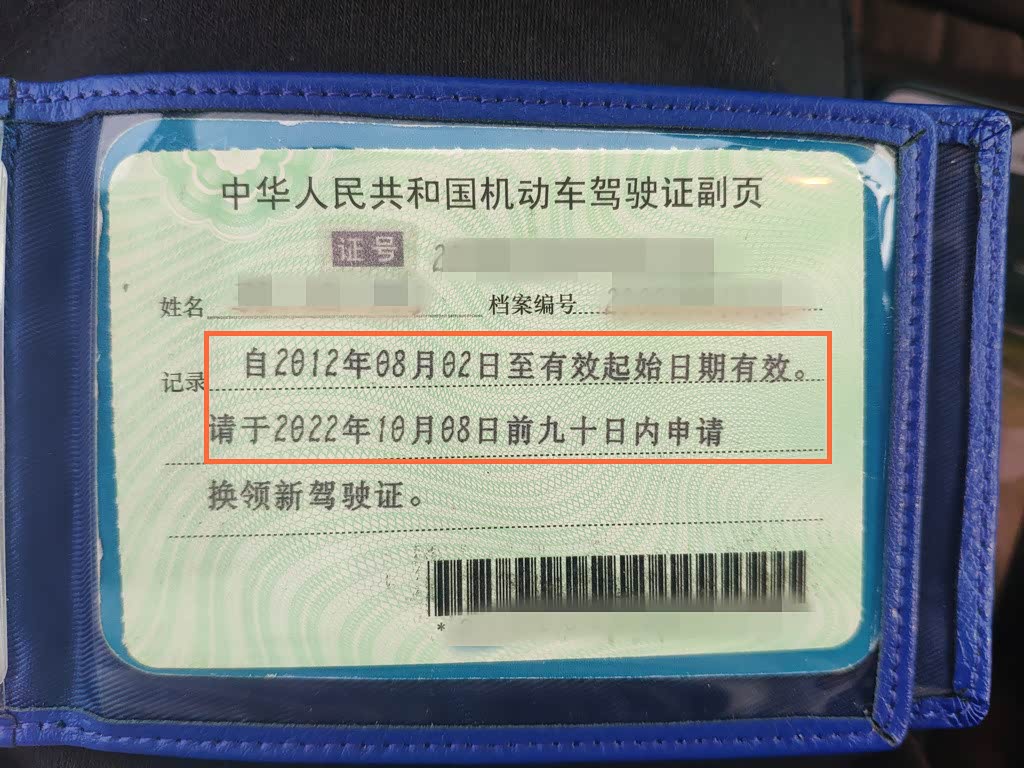 中华人民共和国机动车驾驶证副页
证号
姓名 档案编号
记录 自2012年08月02日至有效起始日期有效。
请于2022年10月08日前九十日内申请
换领新驾驶证。
*